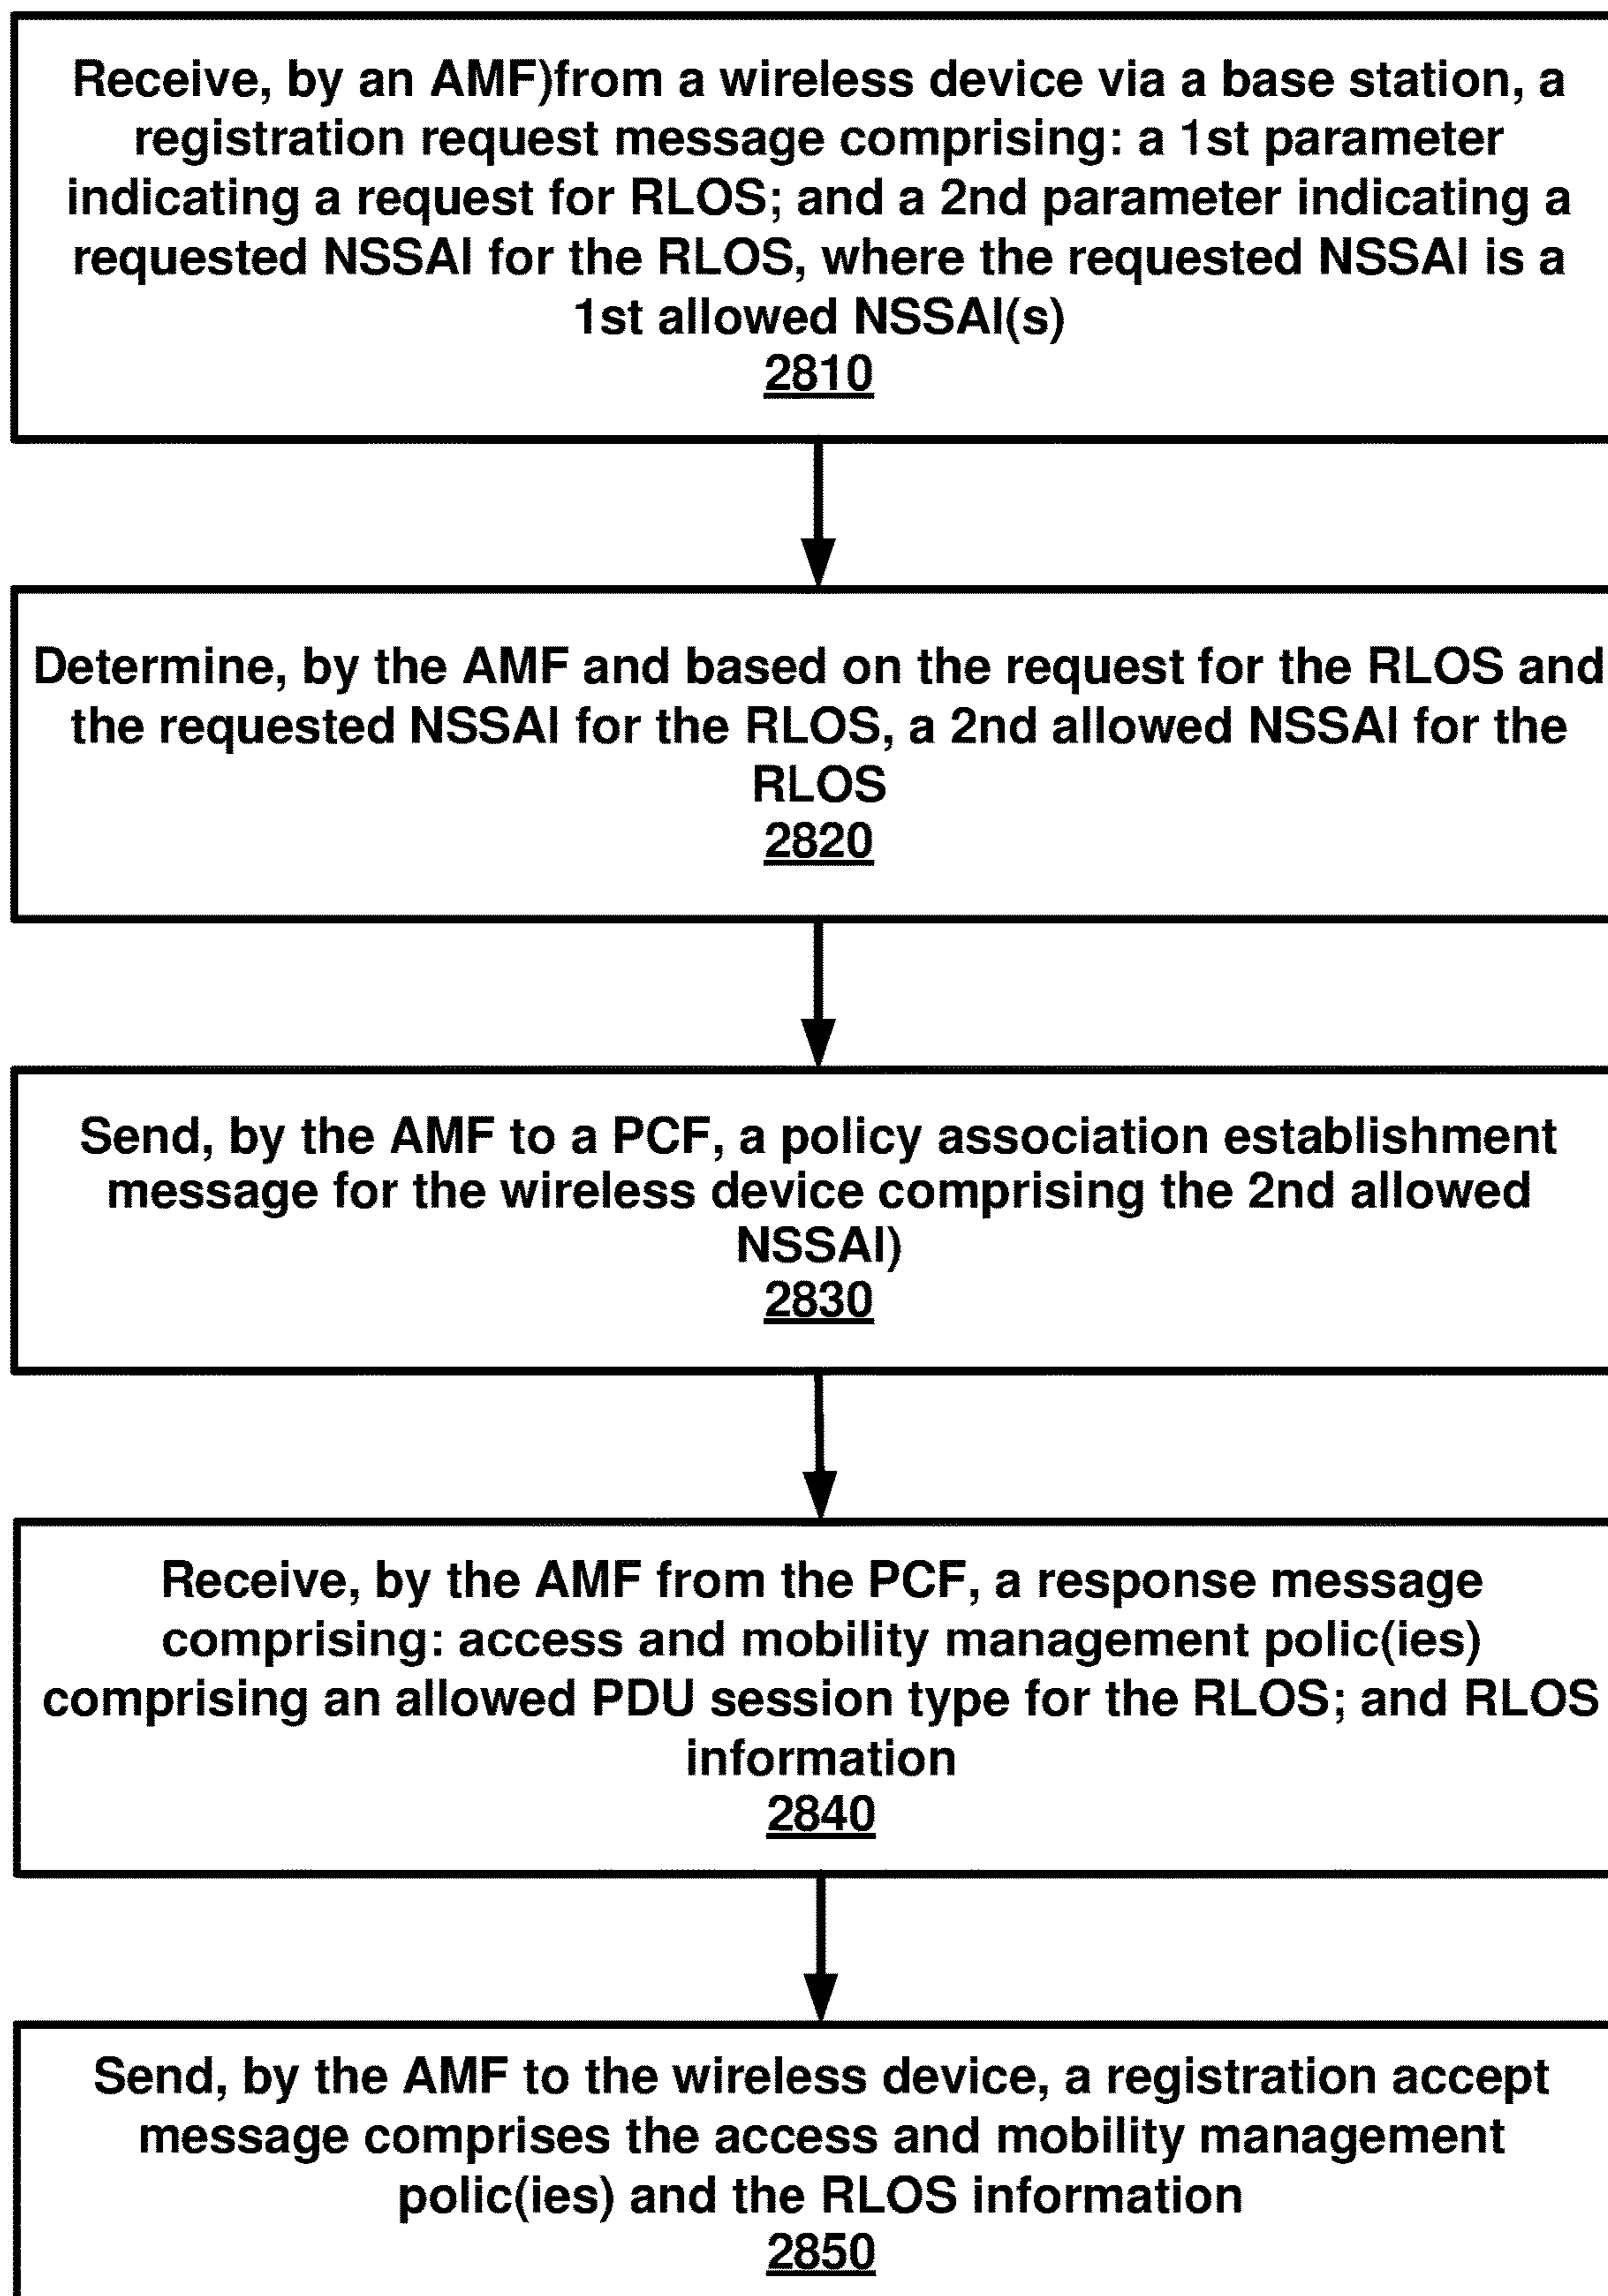 Receive, by an AMF)from a wireless device via a base station, a
registration request message comprising: a 1st parameter
indicating a request for RLOS; and a 2nd parameter indicating a
requested NSSAI for the RLOS, where the requested NSSAI is a
1st allowed NSSAI(s)
2810
Determine, by the AMF and based on the request for the RLOS and
the requested NSSAI for the RLOS, a 2nd allowed NSSAI for the
RLOS
2820
Send, by the AMF to a PCF, a policy association establishment
message for the wireless device comprising the 2nd allowed
NSSAI)
2830
Receive, by the AMF from the PCF, a response message
comprising: access and mobility management polic(ies)
comprising an allowed PDU session type for the RLOS; and RLOS
information
2840
Send, by the AMF to the wireless device, a registration accept
message comprises the access and mobility management
polic(ies) and the RLOS information
2850